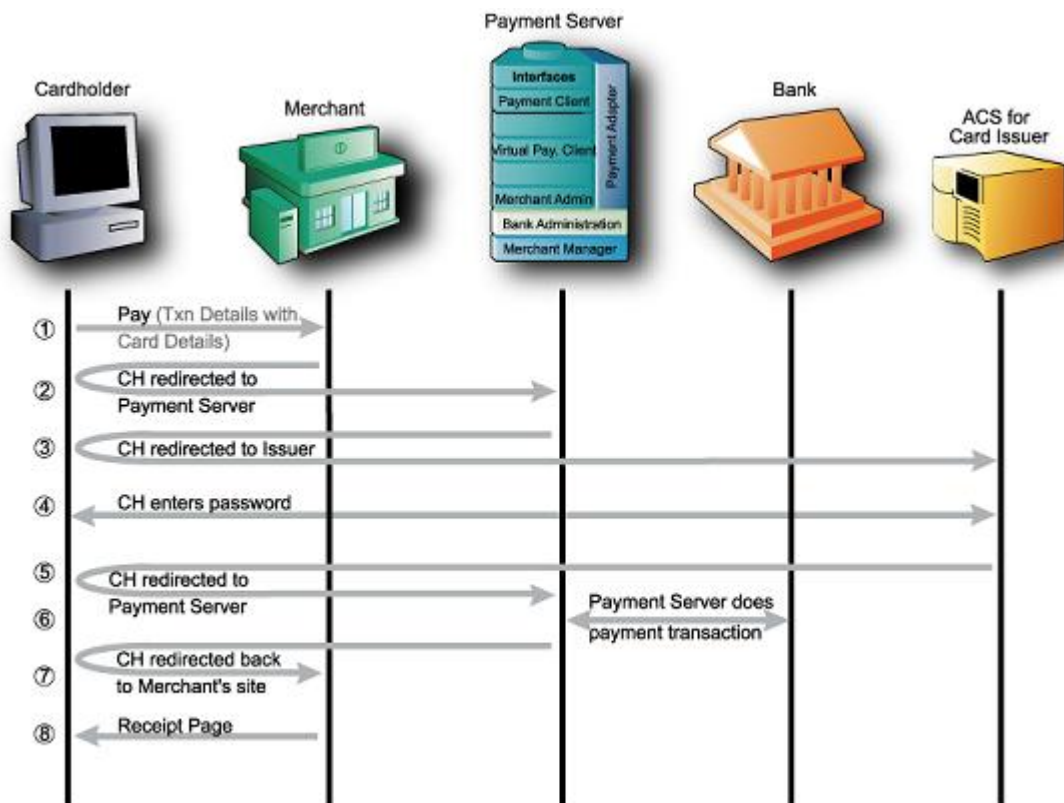 Payment Server
Cardholder
Merchant
Bank
ACS for
Card Issuer
Interfaces
Payment Client
Virtual Pay. Client
Merchant Admin
Bank Administration
Merchant Manager
Payment Adapter
① Pay (Txn Details with
Card Details)
② CH redirected to
Payment Server
③ CH redirected to Issuer
④ CH enters password
⑤ CH redirected to
Payment Server
⑥ Payment Server does
payment transaction
⑦ CH redirected back
to Merchant's site
⑧ Receipt Page